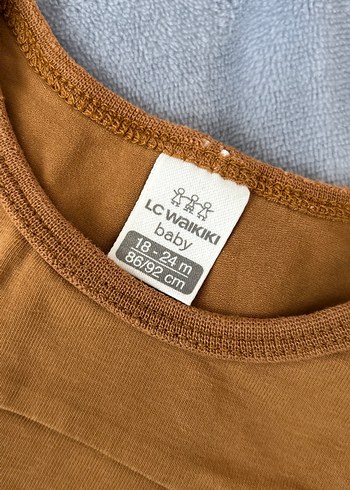 LC WAIKIKI
baby
18 - 24 m
86/92 cm